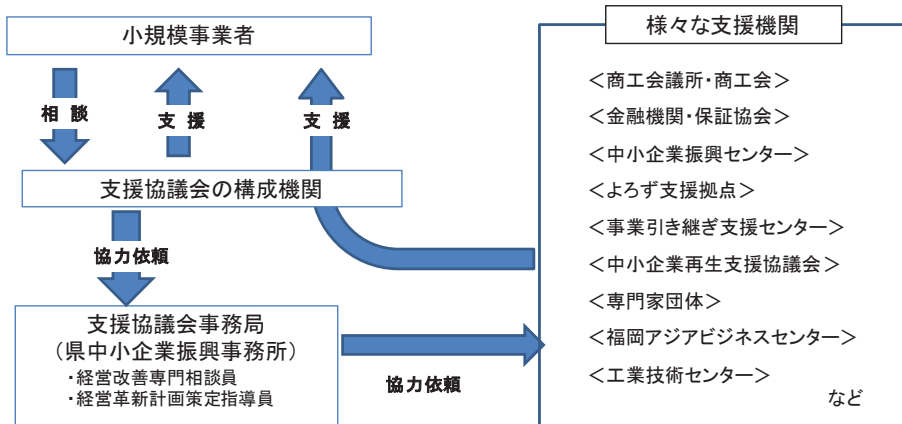 小規模事業者
相 談
支 援
支 援
支援協議会の構成機関
協力依頼
支援協議会事務局
（県中小企業振興事務所）
・経営改善専門相談員
・経営革新計画策定指導員
協力依頼
様々な支援機関
＜商工会議所・商工会＞
＜金融機関・保証協会＞
＜中小企業振興センター＞
＜よろず支援拠点＞
＜事業引き継ぎ支援センター＞
＜中小企業再生支援協議会＞
＜専門家団体＞
＜福岡アジアビジネスセンター＞
＜工業技術センター＞
など